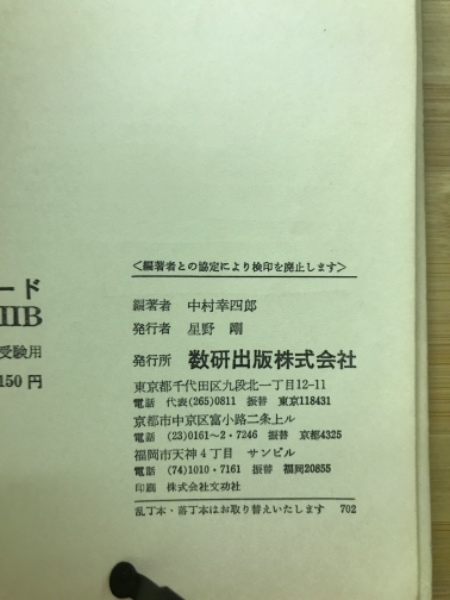 ード
ⅡB
受験用
150 円
<編著者との協定により検印を廃止します>
編著者 中村幸四郎
発行者 星野 剛
発行所 数研出版株式会社
東京都千代田区九段北一丁目12-11
電話 代表(265)0811 振替 東京118431
京都市中京区富小路二条上ル
電話 (23)0161〜2・7246 振替 京都4325
福岡市天神4丁目 サンビル
電話 (74)1010・7161 振替 福岡20855
印刷 株式会社文功社
乱丁本・落丁本はお取り替えいたします 702